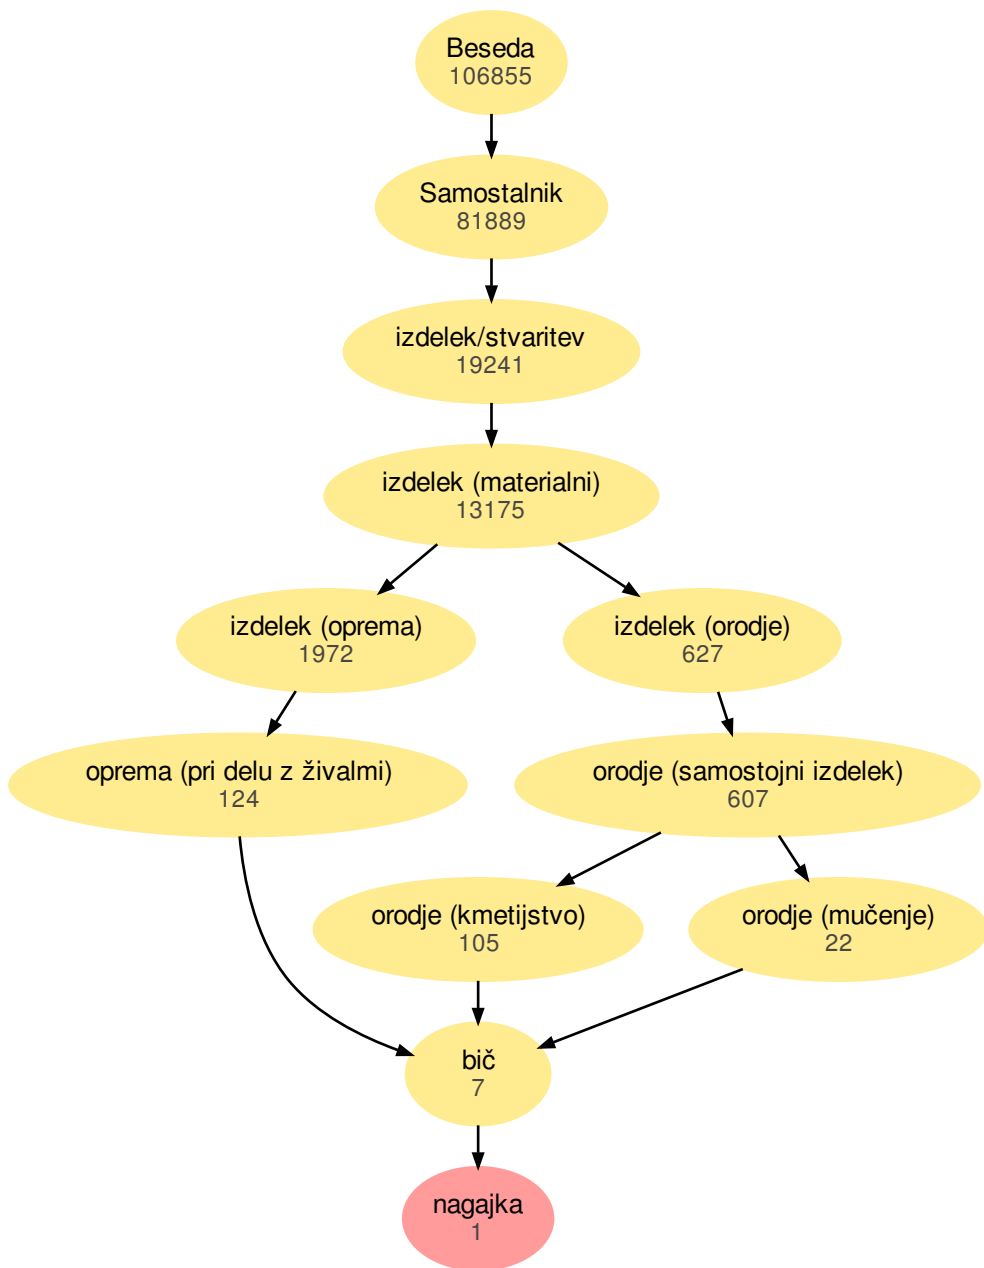 Beseda
106855
Samostalnik
81889
izdelek/stvaritev
19241
izdelek (materialni)
13175
izdelek (oprema)
1972
izdelek (orodje)
627
oprema (pri delu z živalmi)
124
orodje (samostojni izdelek)
607
orodje (kmetijstvo)
105
orodje (mučenje)
22
bič
7
nagajka
1